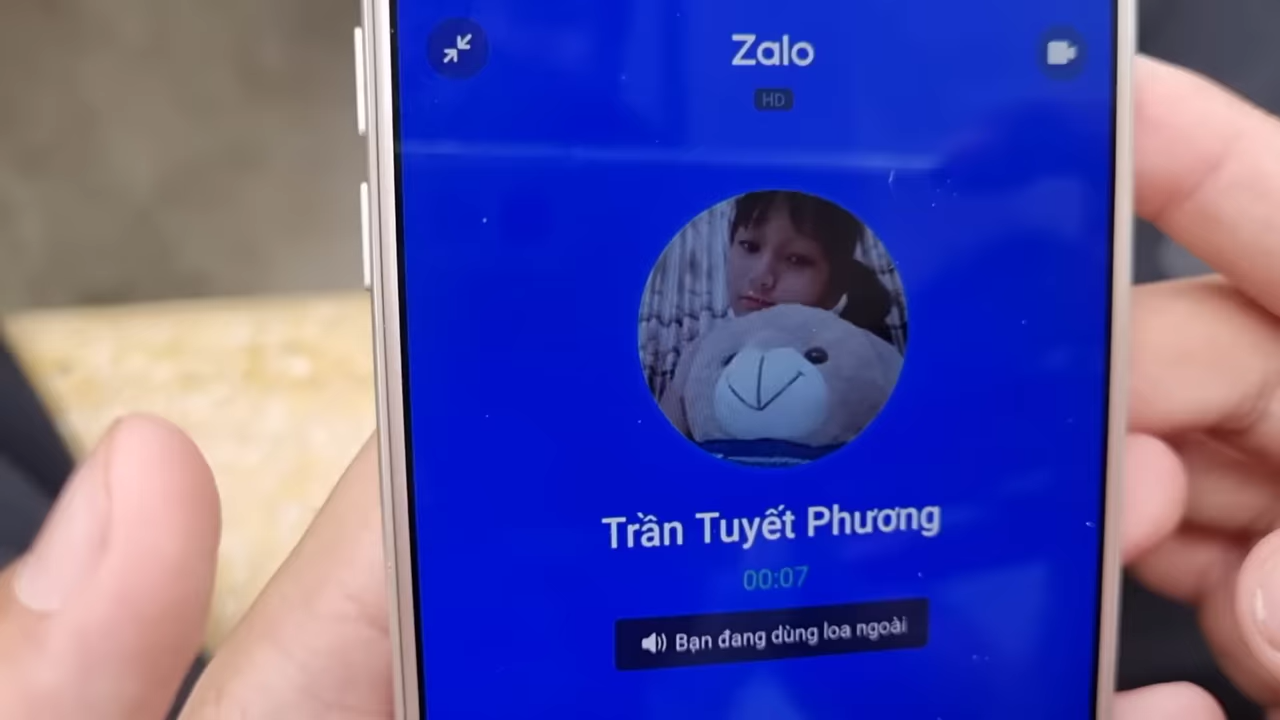 Zalo
HD
Trần Tuyết Phương
00:07
Bạn đang dùng loa ngoài